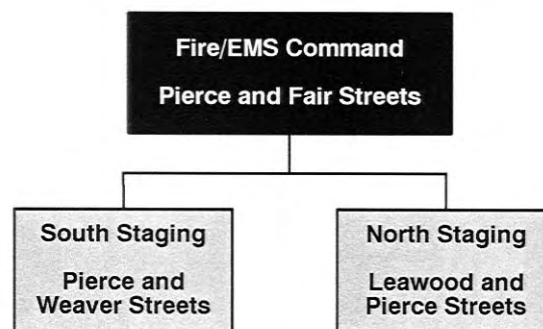 Fire/EMS Command
Pierce and Fair Streets
South Staging
Pierce and
Weaver Streets
North Staging
Leawood and
Pierce Streets